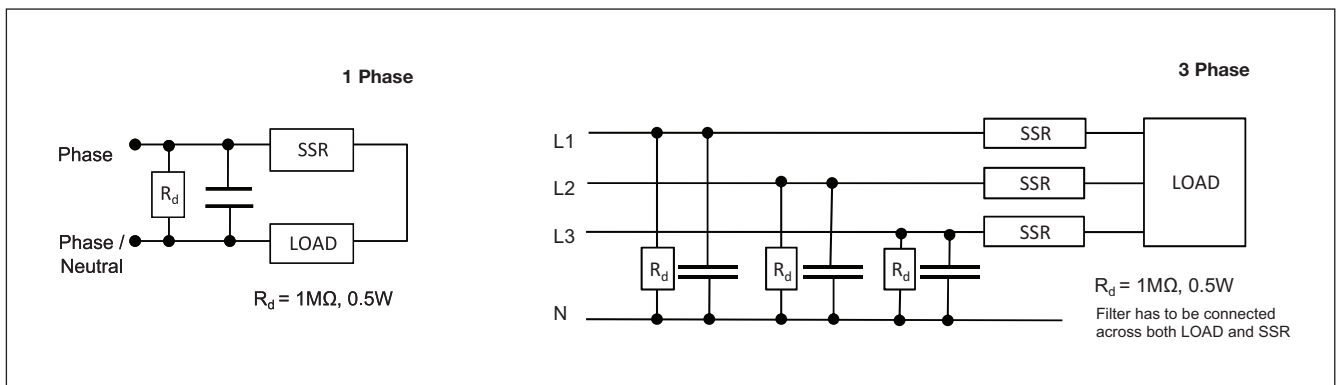 1 Phase
Phase
SSR
Rd
Phase /
Neutral
LOAD
Rd = 1MΩ, 0.5W
3 Phase
L1
SSR
L2
SSR
LOAD
L3
SSR
Rd
Rd
Rd
Rd = 1MΩ, 0.5W
N
Filter has to be connected
across both LOAD and SSR